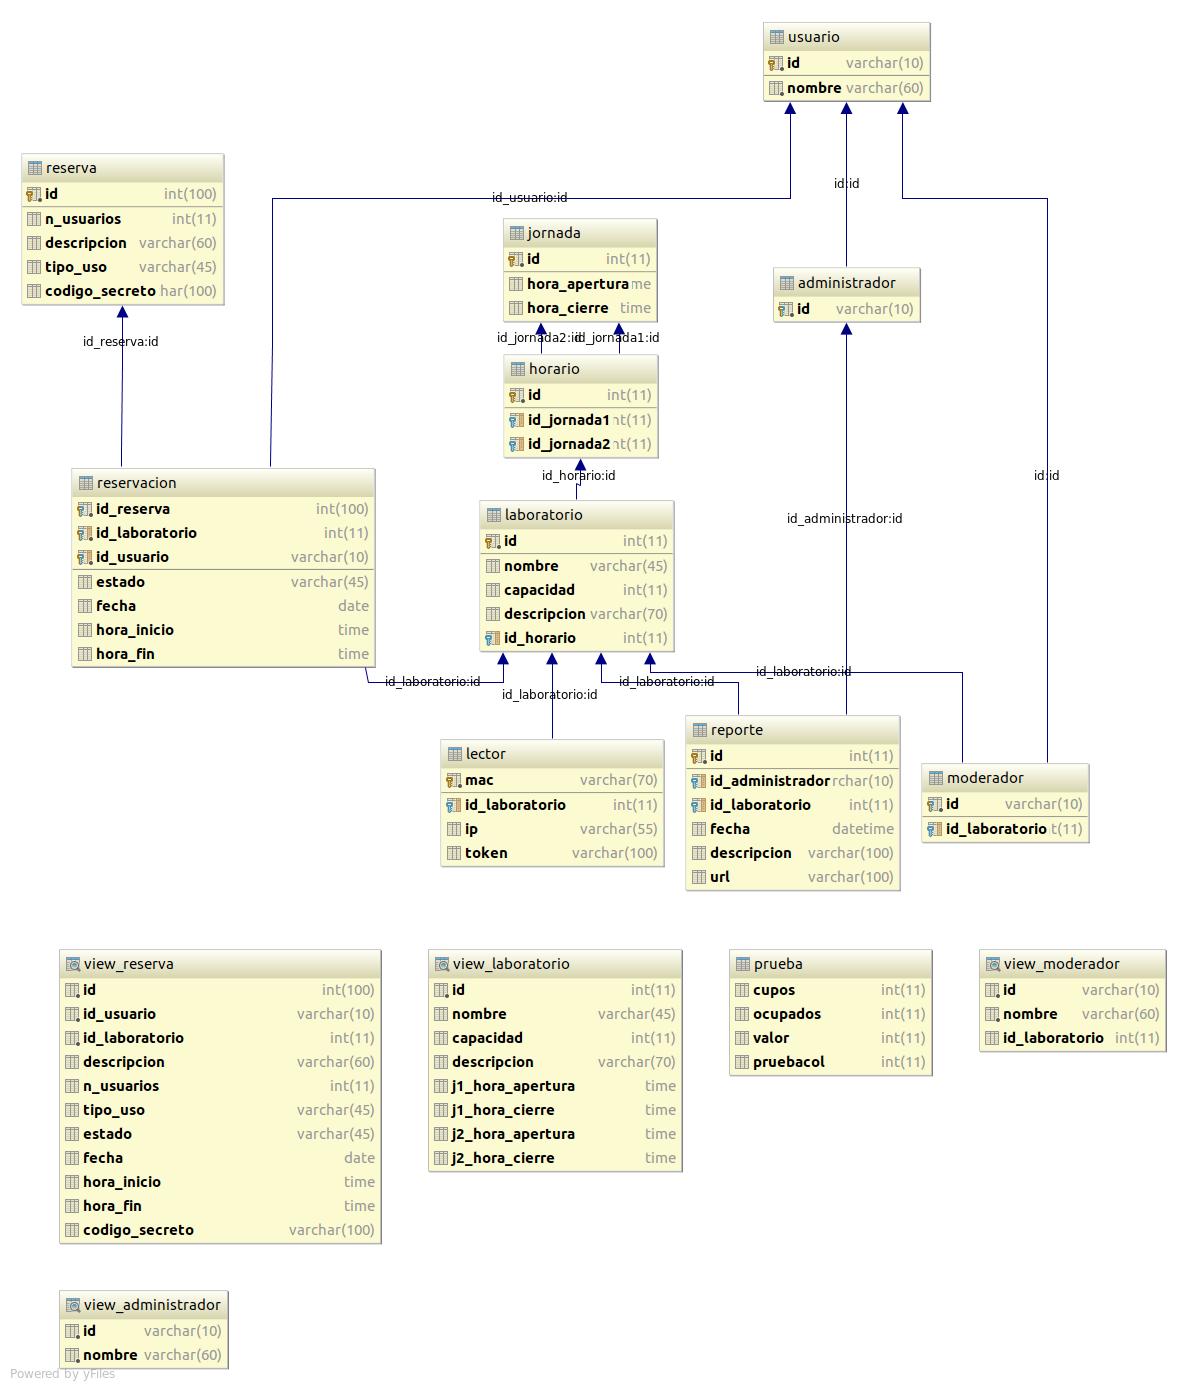 usuario
id varchar(10)
nombre varchar(60)
reserva
id int(100)
n_usuarios int(11)
descripcion varchar(60)
tipo_uso varchar(45)
codigo_secreto har(100)
id_usuario:id
id:id
jornada
id int(11)
hora_apertura me
hora_cierre time
administrador
id varchar(10)
id_reserva:id
id_jornada2:id
id_jornada1:id
horario
id int(11)
id_jornada1 nt(11)
id_jornada2 nt(11)
id_horario:id
id:id
reservacion
id_reserva int(100)
id_laboratorio int(11)
id_usuario varchar(10)
estado varchar(45)
fecha date
hora_inicio time
hora_fin time
laboratorio
id int(11)
nombre varchar(45)
capacidad int(11)
descripcion varchar(70)
id_horario int(11)
id_administrador:id
id_laboratorio:id
id_laboratorio:id
id_laboratorio:id
id_laboratorio:id
lector
mac varchar(70)
id_laboratorio int(11)
ip varchar(55)
token varchar(100)
reporte
id int(11)
id_administrador rchar(10)
id_laboratorio int(11)
fecha datetime
descripcion varchar(100)
url varchar(100)
moderador
id varchar(10)
id_laboratorio t(11)
view_reserva
id int(100)
id_usuario varchar(10)
id_laboratorio int(11)
descripcion varchar(60)
n_usuarios int(11)
tipo_uso varchar(45)
estado varchar(45)
fecha date
hora_inicio time
hora_fin time
codigo_secreto varchar(100)
view_laboratorio
id int(11)
nombre varchar(45)
capacidad int(11)
descripcion varchar(70)
j1_hora_apertura time
j1_hora_cierre time
j2_hora_apertura time
j2_hora_cierre time
prueba
cupos int(11)
ocupados int(11)
valor int(11)
pruebacol int(11)
view_moderador
id varchar(10)
nombre varchar(60)
id_laboratorio int(11)
view_administrador
id varchar(10)
nombre varchar(60)
Powered by yFiles